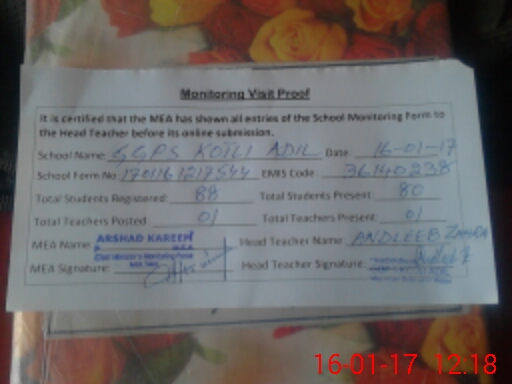 Monitoring Visit Proof
It is certified that the MEA has shown all entries of the School Monitoring Form to
the Head Teacher before its online submission.
School Name: GGPS KOTLI ADIL Date: 16-01-17
School Form No: EMIS Code: 36140238
Total Students Registered: 88 Total Students Present: 80
Total Teachers Posted: 01 Total Teachers Present: 01
MEA Name: ARSHAD KAREEM Head Teacher Name: ANDLEEB ZAHRA
M.E.A
Chief Minister's Monitoring Force
MEA Signature: Head Teacher Signature:
16-01-17 12:18